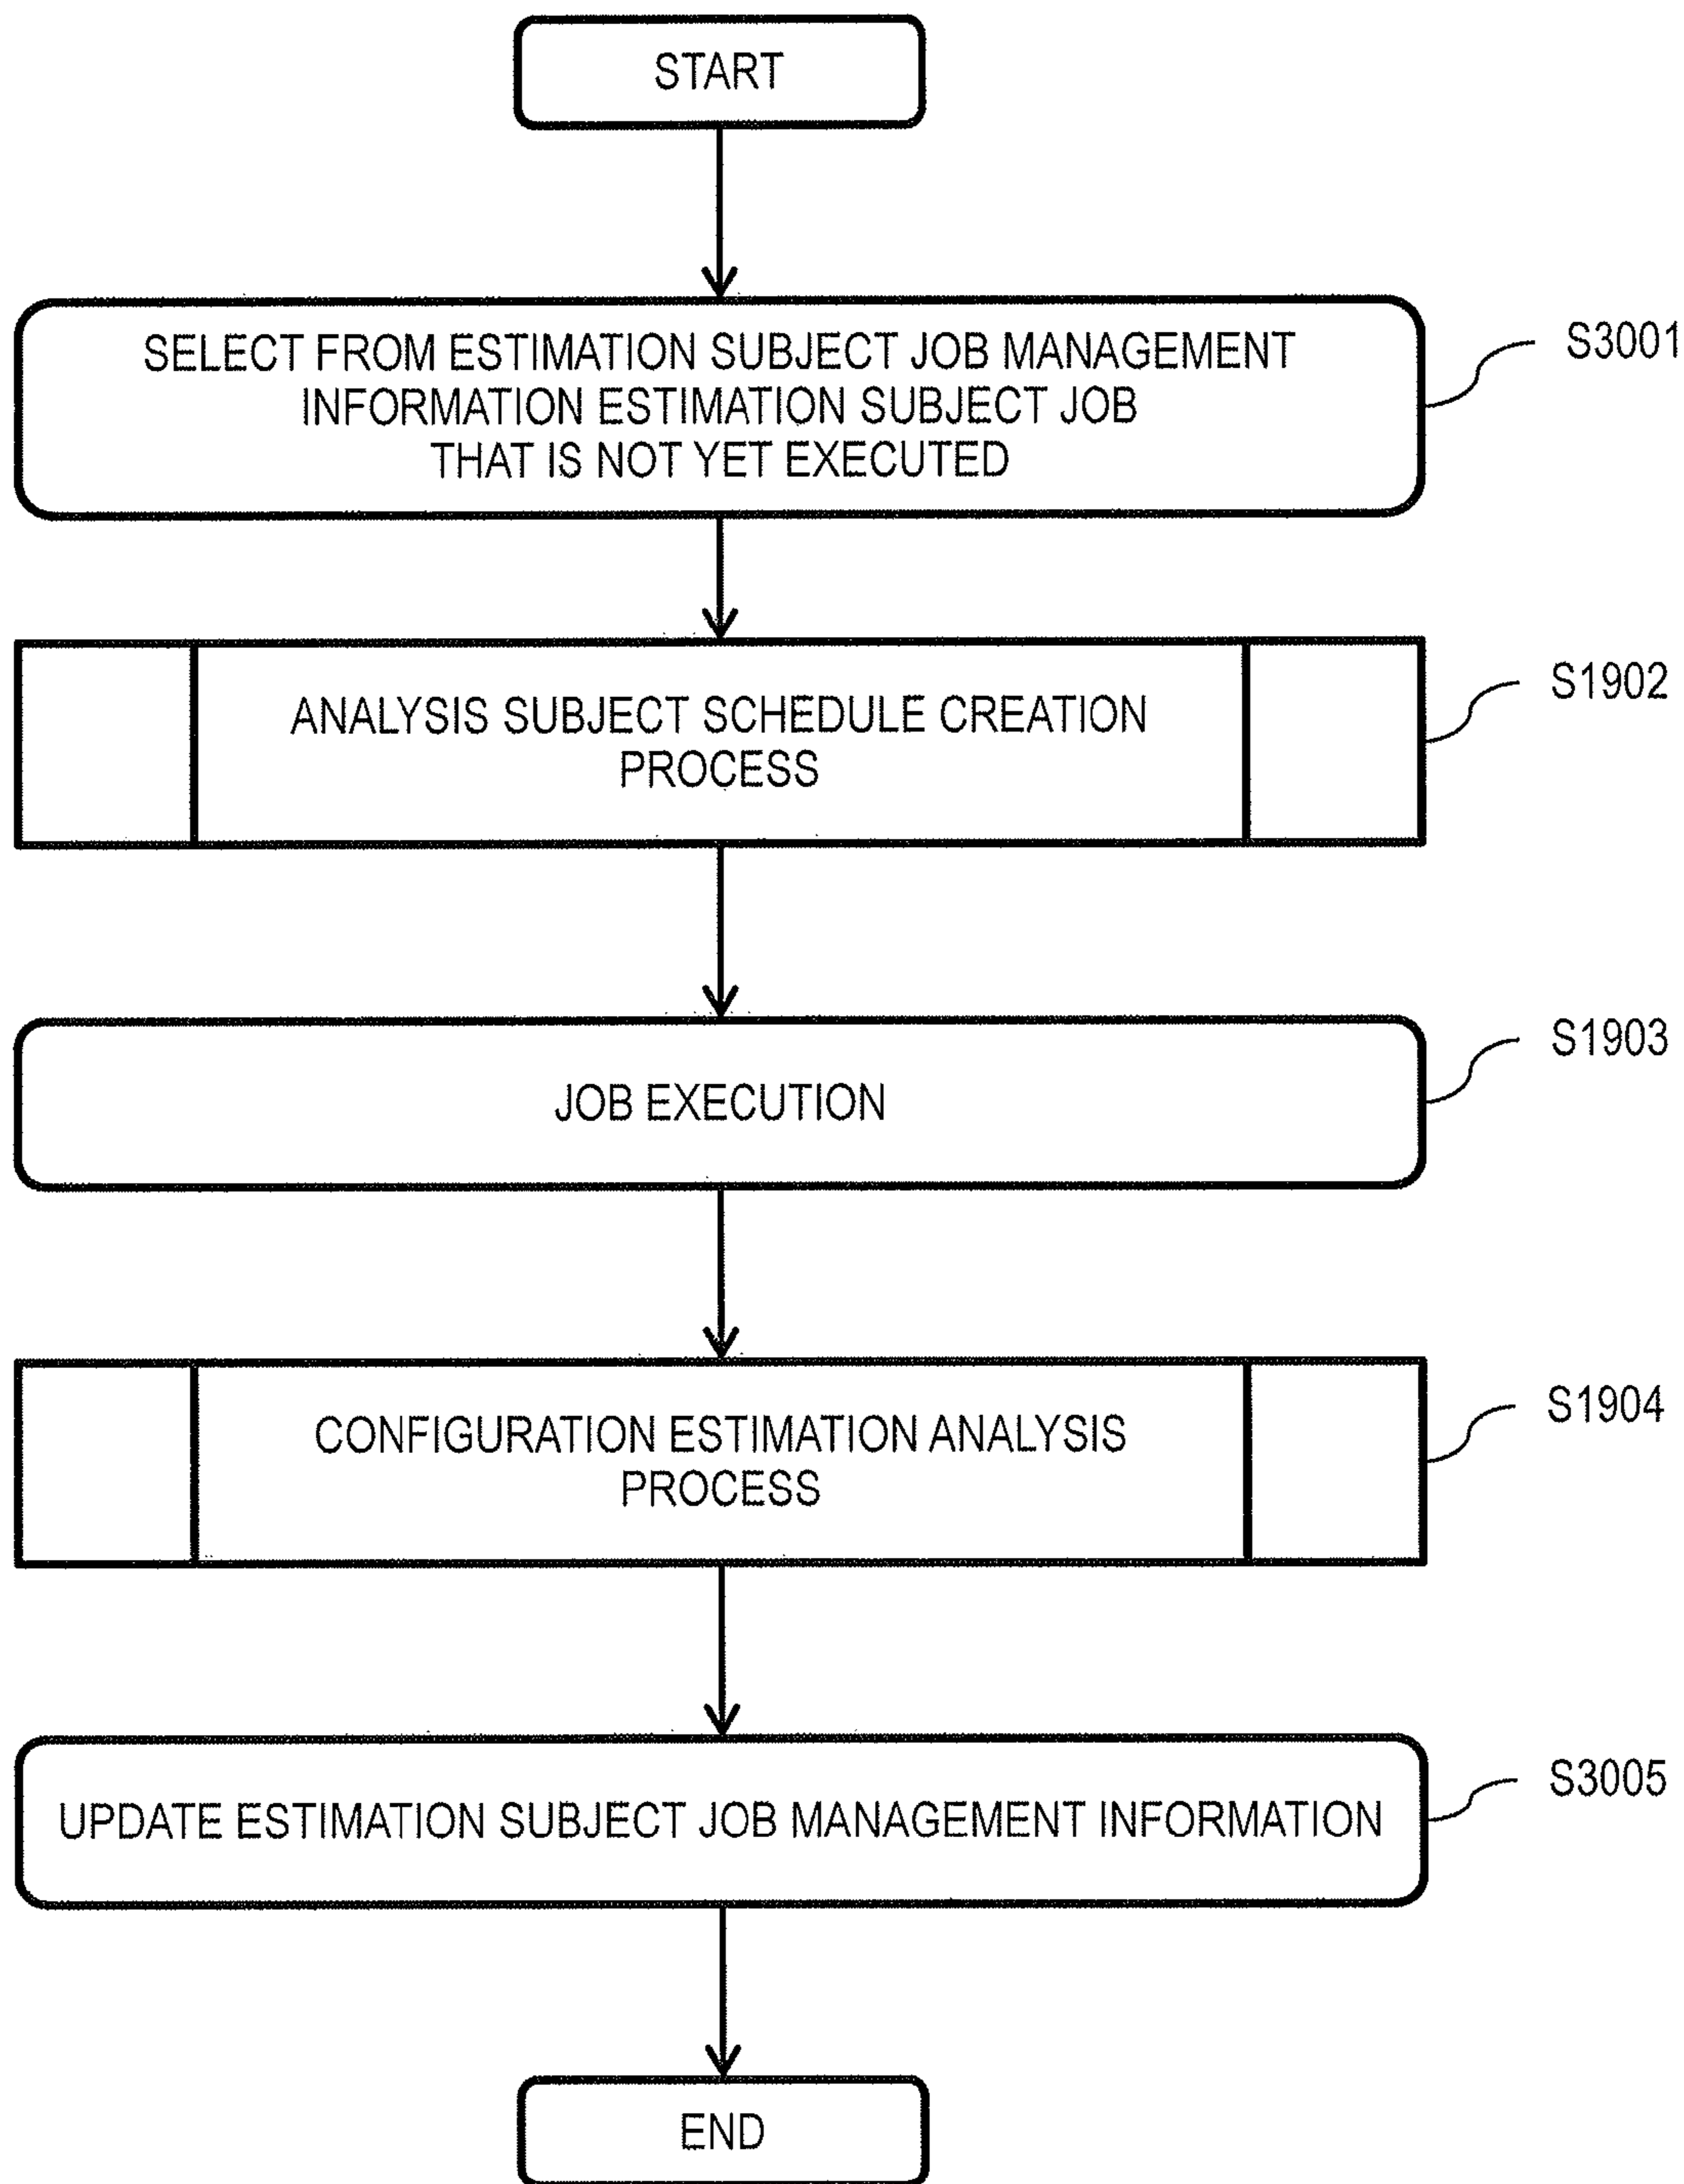 START
SELECT FROM ESTIMATION SUBJECT JOB MANAGEMENT
INFORMATION ESTIMATION SUBJECT JOB
THAT IS NOT YET EXECUTED
S3001
ANALYSIS SUBJECT SCHEDULE CREATION
PROCESS
S1902
JOB EXECUTION
S1903
CONFIGURATION ESTIMATION ANALYSIS
PROCESS
S1904
UPDATE ESTIMATION SUBJECT JOB MANAGEMENT INFORMATION
S3005
END